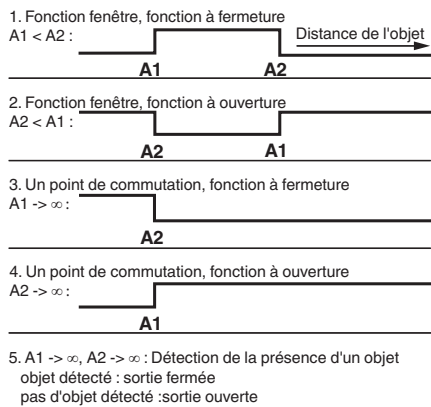 1. Fonction fenêtre, fonction à fermeture
A1 < A2 :
Distance de l'objet
A1 A2
2. Fonction fenêtre, fonction à ouverture
A2 < A1 :
A2 A1
3. Un point de commutation, fonction à fermeture
A1 -> ∞ :
A2
4. Un point de commutation, fonction à ouverture
A2 -> ∞ :
A1
5. A1 -> ∞, A2 -> ∞ : Détection de la présence d'un objet
objet détecté : sortie fermée
pas d'objet détecté :sortie ouverte